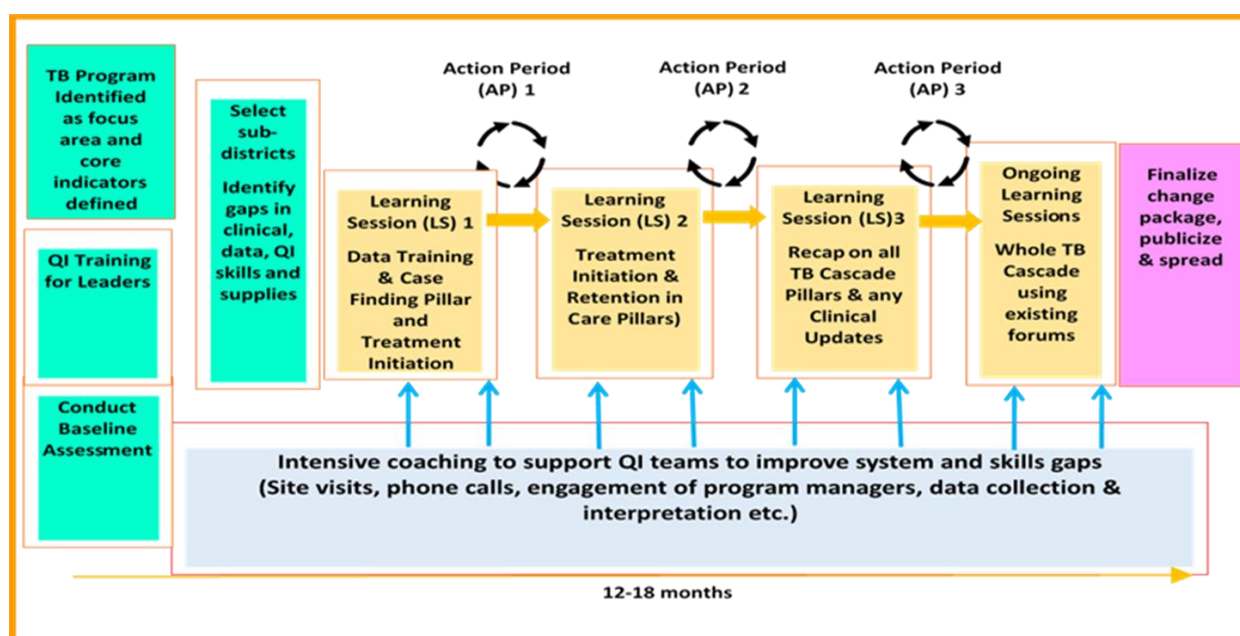 TB Program
Identified
as focus
area and
core
indicators
defined
QI Training
for Leaders
Conduct
Baseline
Assessment
Select
sub-
districts
Identify
gaps in
clinical,
data, QI
skills and
supplies
Action Period
(AP) 1
Learning
Session (LS) 1
Data Training
& Case
Finding Pillar
and
Treatment
Initiation
Action Period
(AP) 2
Learning
Session (LS) 2
Treatment
Initiation &
Retention in
Care Pillars)
Action Period
(AP) 3
Learning
Session (LS)3
Recap on all
TB Cascade
Pillars & any
Clinical
Updates
Ongoing
Learning
Sessions
Whole TB
Cascade
using
existing
forums
Finalize
change
package,
publicize
& spread
Intensive coaching to support QI teams to improve system and skills gaps
(Site visits, phone calls, engagement of program managers, data collection &
interpretation etc.)
12-18 months